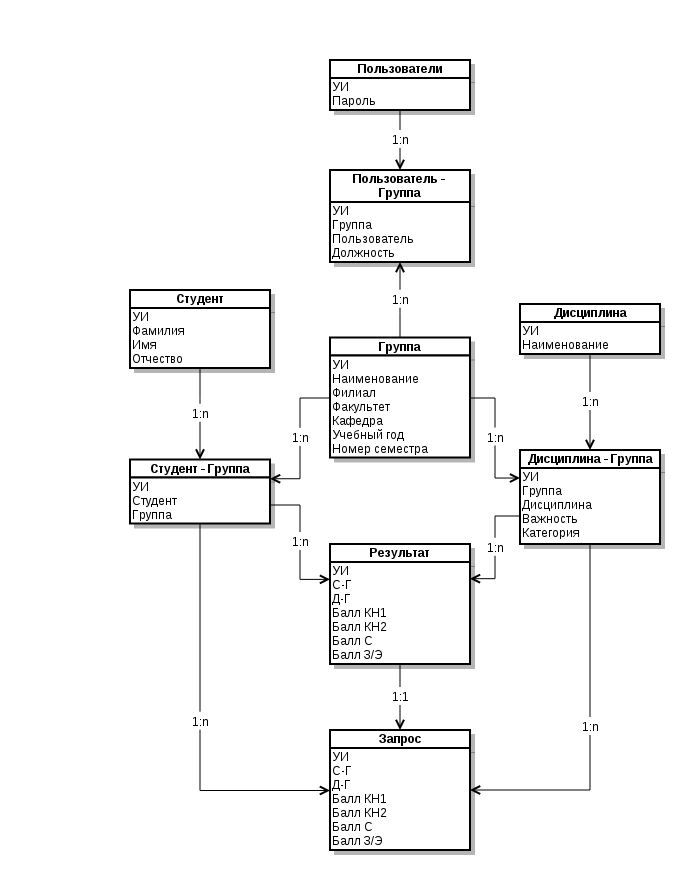 Пользователи
УИ
Пароль
1:n
Пользователь -
Группа
УИ
Группа
Пользователь
Должность
1:n
Студент
УИ
Фамилия
Имя
Отчество
Группа
УИ
Наименование
Филиал
Факультет
Кафедра
Учебный год
Номер семестра
Дисциплина
УИ
Наименование
1:n
1:n
1:n
1:n
Студент - Группа
УИ
Студент
Группа
Дисциплина - Группа
УИ
Группа
Дисциплина
Важность
Категория
1:n
1:n
Результат
УИ
С-Г
Д-Г
Балл КН1
Балл КН2
Балл С
Балл З/Э
1:1
1:n
1:n
Запрос
УИ
С-Г
Д-Г
Балл КН1
Балл КН2
Балл С
Балл З/Э